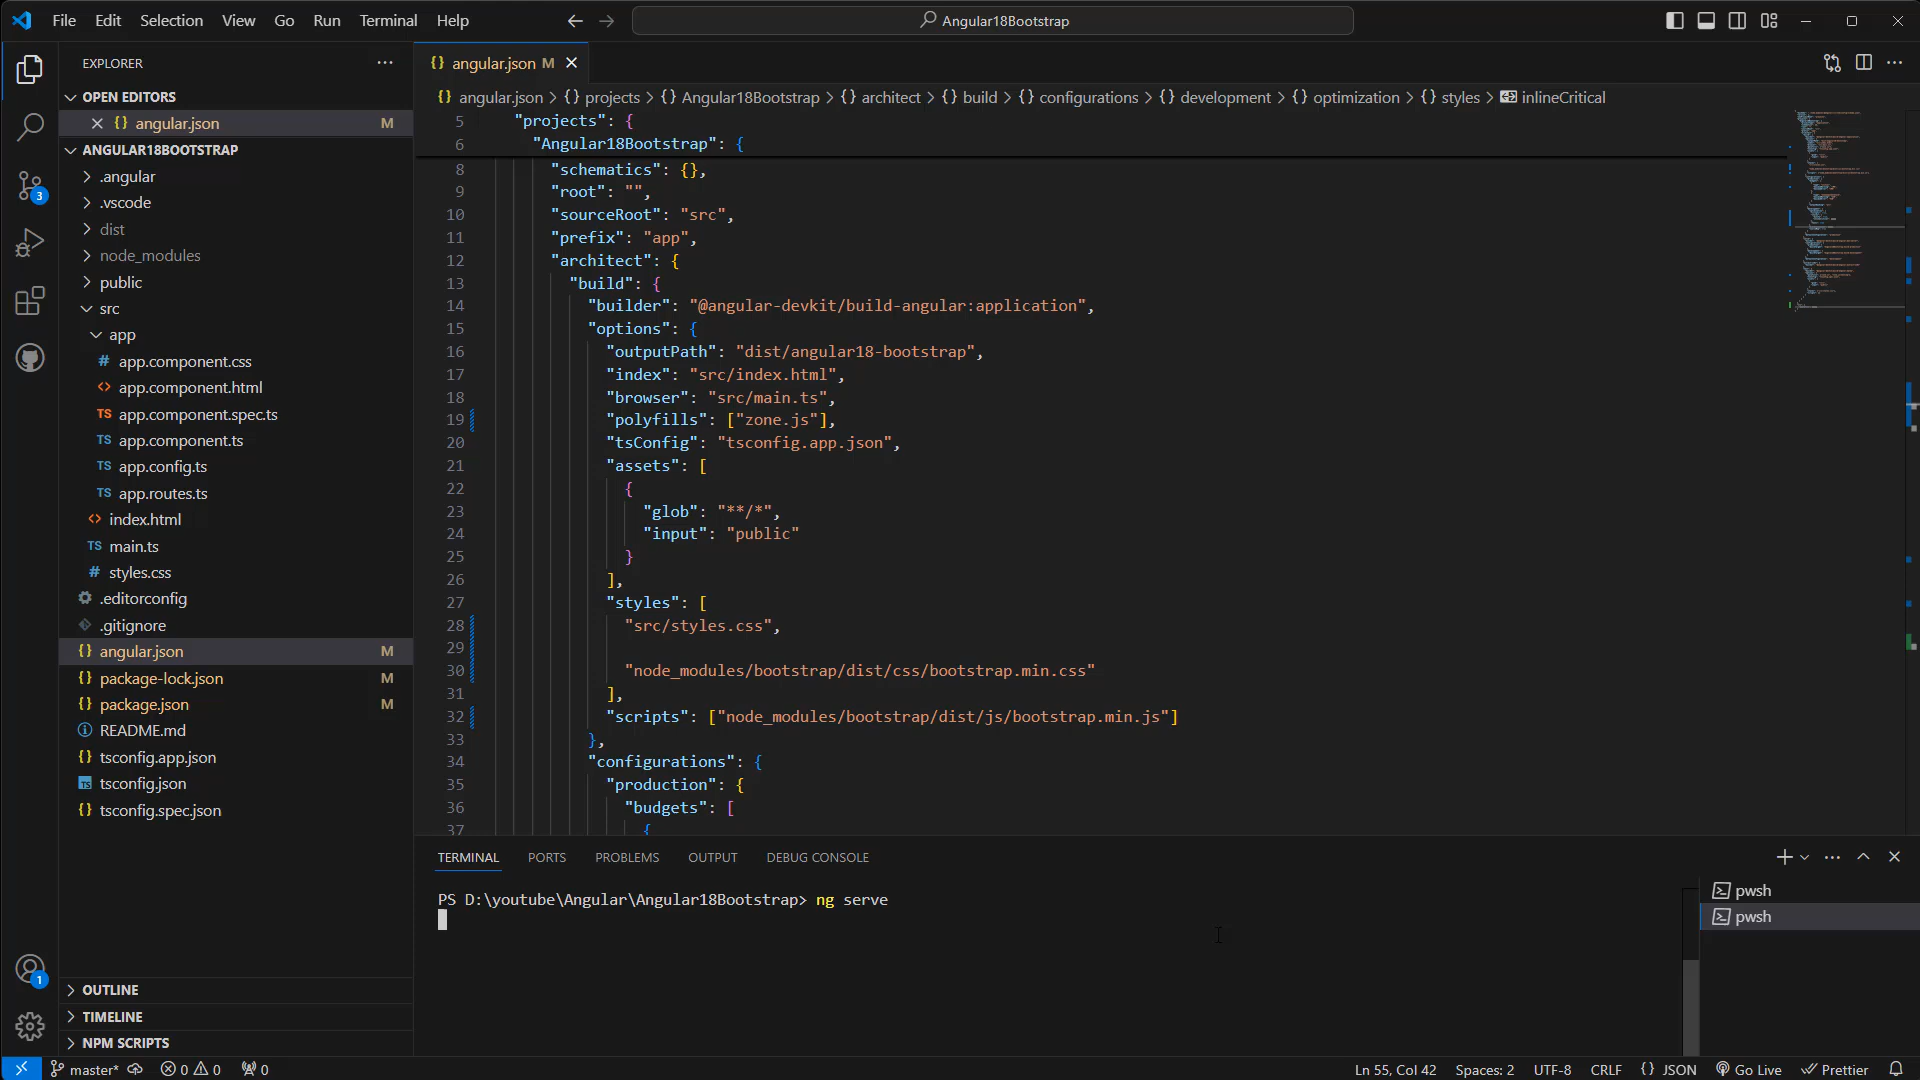 File Edit Selection View Go Run Terminal Help
Angular18Bootstrap
EXPLORER
OPEN EDITORS
angular.json M
ANGULAR18BOOTSTRAP
.angular
.vscode
dist
node_modules
public
src
app
app.component.css
app.component.html
app.component.spec.ts
app.component.ts
app.config.ts
app.routes.ts
index.html
main.ts
styles.css
.editorconfig
.gitignore
angular.json M
package-lock.json M
package.json M
README.md
tsconfig.app.json
tsconfig.json
tsconfig.spec.json
OUTLINE
TIMELINE
NPM SCRIPTS
3
1
angular.json M
angular.json > {} projects > {} Angular18Bootstrap > {} architect > {} build > {} configurations > {} development > {} optimization > {} styles > inlineCritical
5 "projects": {
6 "Angular18Bootstrap": {
8 "schematics": {},
9 "root": "",
10 "sourceRoot": "src",
11 "prefix": "app",
12 "architect": {
13 "build": {
14 "builder": "@angular-devkit/build-angular:application",
15 "options": {
16 "outputPath": "dist/angular18-bootstrap",
17 "index": "src/index.html",
18 "browser": "src/main.ts",
19 "polyfills": ["zone.js"],
20 "tsConfig": "tsconfig.app.json",
21 "assets": [
22 {
23 "glob": "**/*",
24 "input": "public"
25 }
26 ],
27 "styles": [
28 "src/styles.css",
29
30 "node_modules/bootstrap/dist/css/bootstrap.min.css"
31 ],
32 "scripts": ["node_modules/bootstrap/dist/js/bootstrap.min.js"]
33 },
34 "configurations": {
35 "production": {
36 "budgets": [
37 {
TERMINAL PORTS PROBLEMS OUTPUT DEBUG CONSOLE
PS D:\youtube\Angular\Angular18Bootstrap> ng serve
pwsh
pwsh
master* 0 0 0 Ln 55, Col 42 Spaces: 2 UTF-8 CRLF {} JSON Go Live Prettier